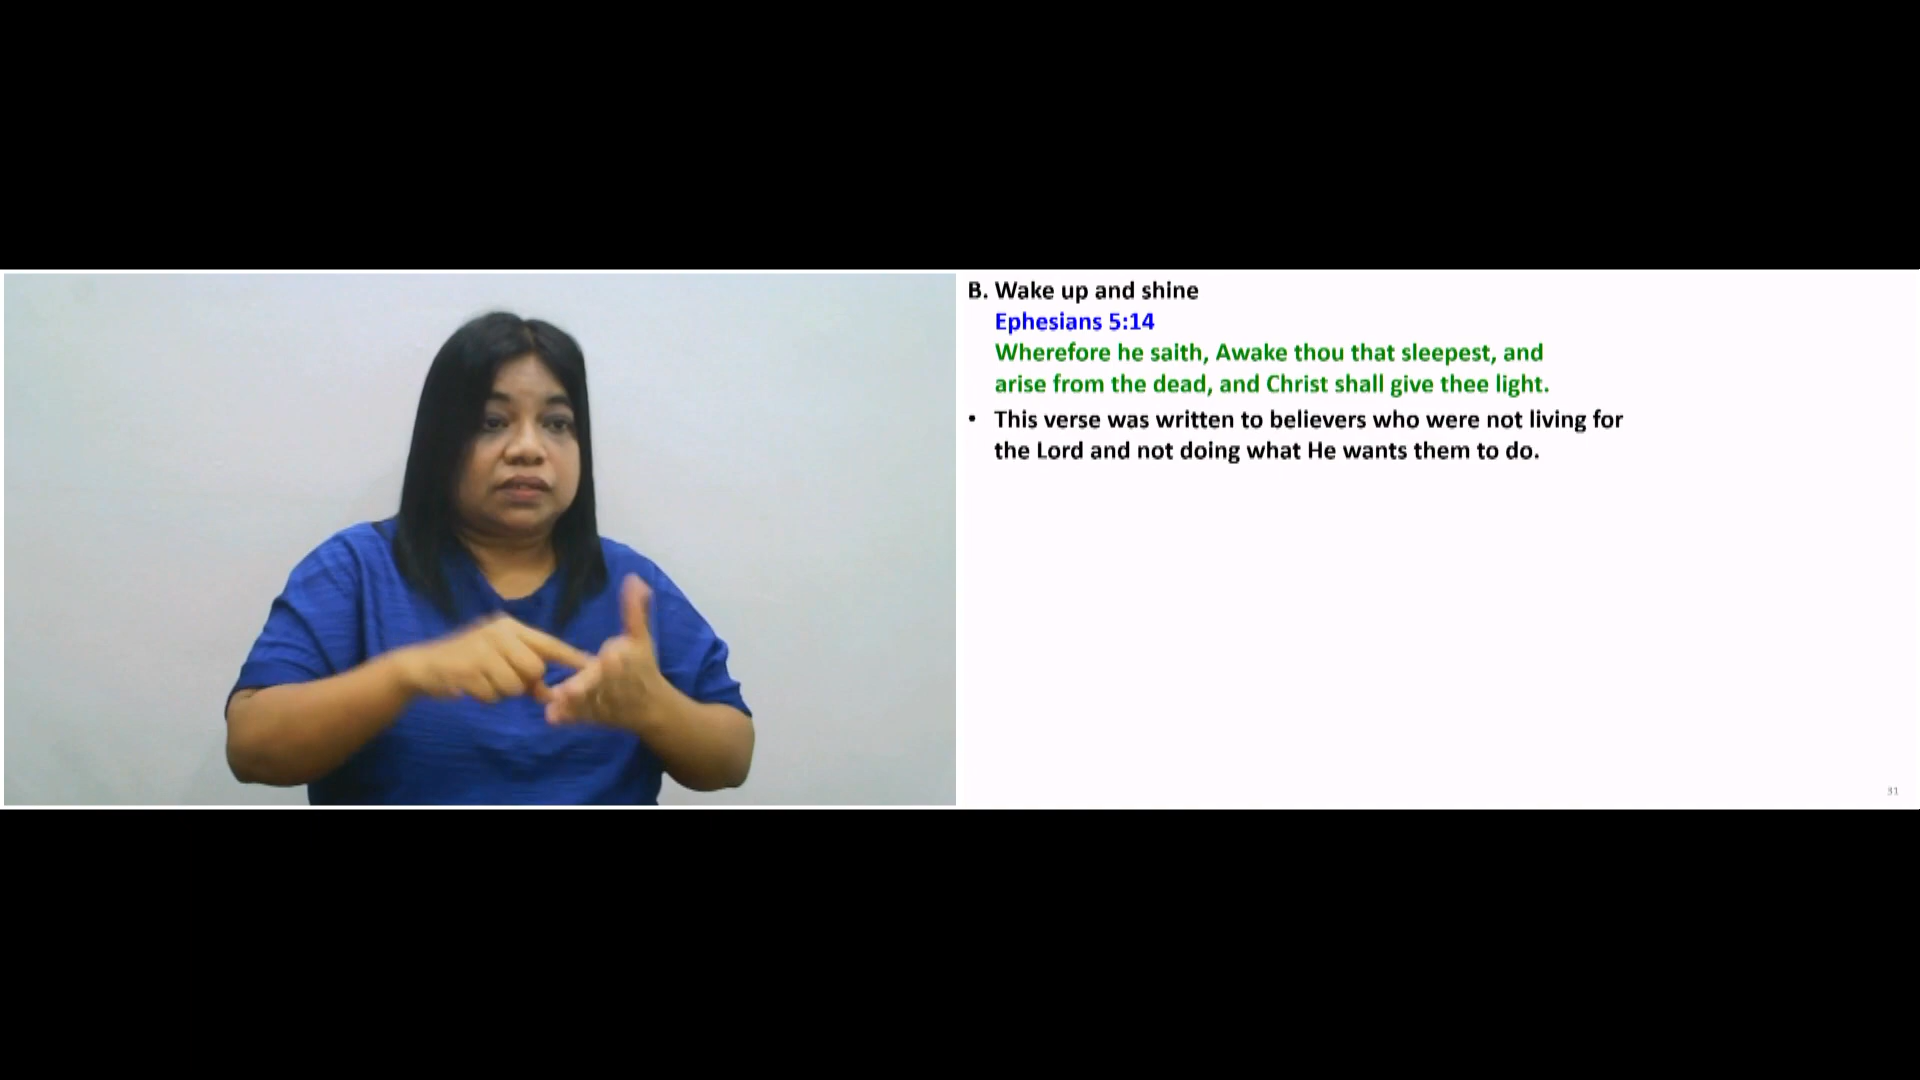 B. Wake up and shine
Ephesians 5:14
Wherefore he saith, Awake thou that sleepest, and
arise from the dead, and Christ shall give thee light.
• This verse was written to believers who were not living for
the Lord and not doing what He wants them to do.
31